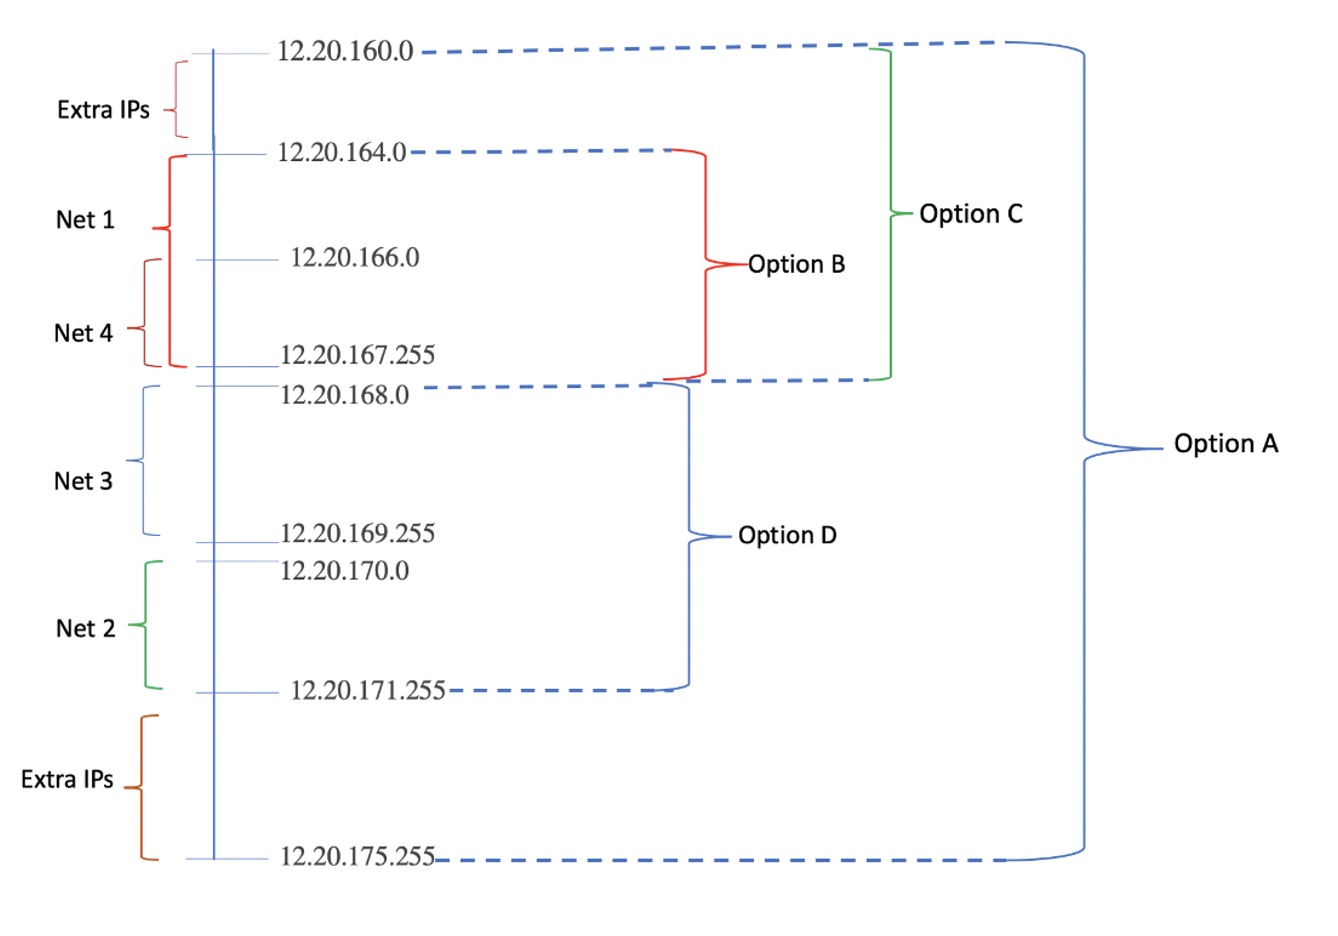 12.20.160.0
Extra IPs
12.20.164.0
Net 1
Option C
12.20.166.0
Option B
Net 4
12.20.167.255
12.20.168.0
Option A
Net 3
12.20.169.255
Option D
12.20.170.0
Net 2
12.20.171.255
Extra IPs
12.20.175.255